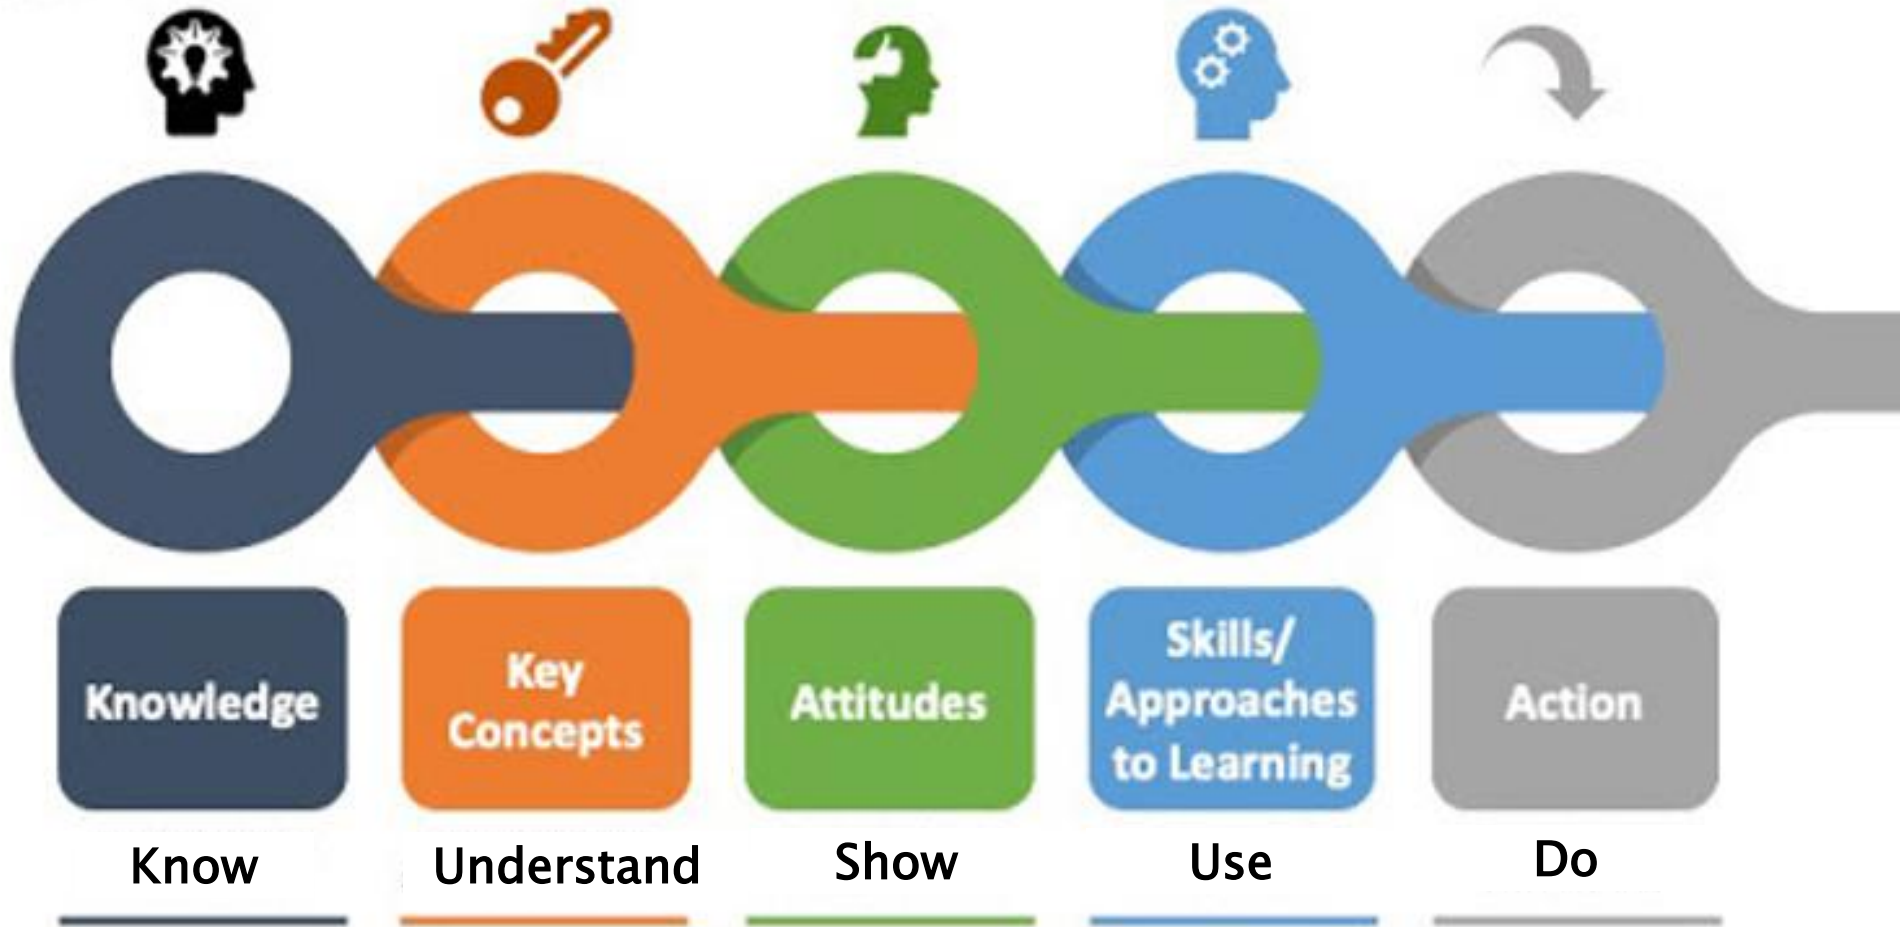 Knowledge
Key
Concepts
Attitudes
Skills/
Approaches
to Learning
Action
Know
Understand
Show
Use
Do